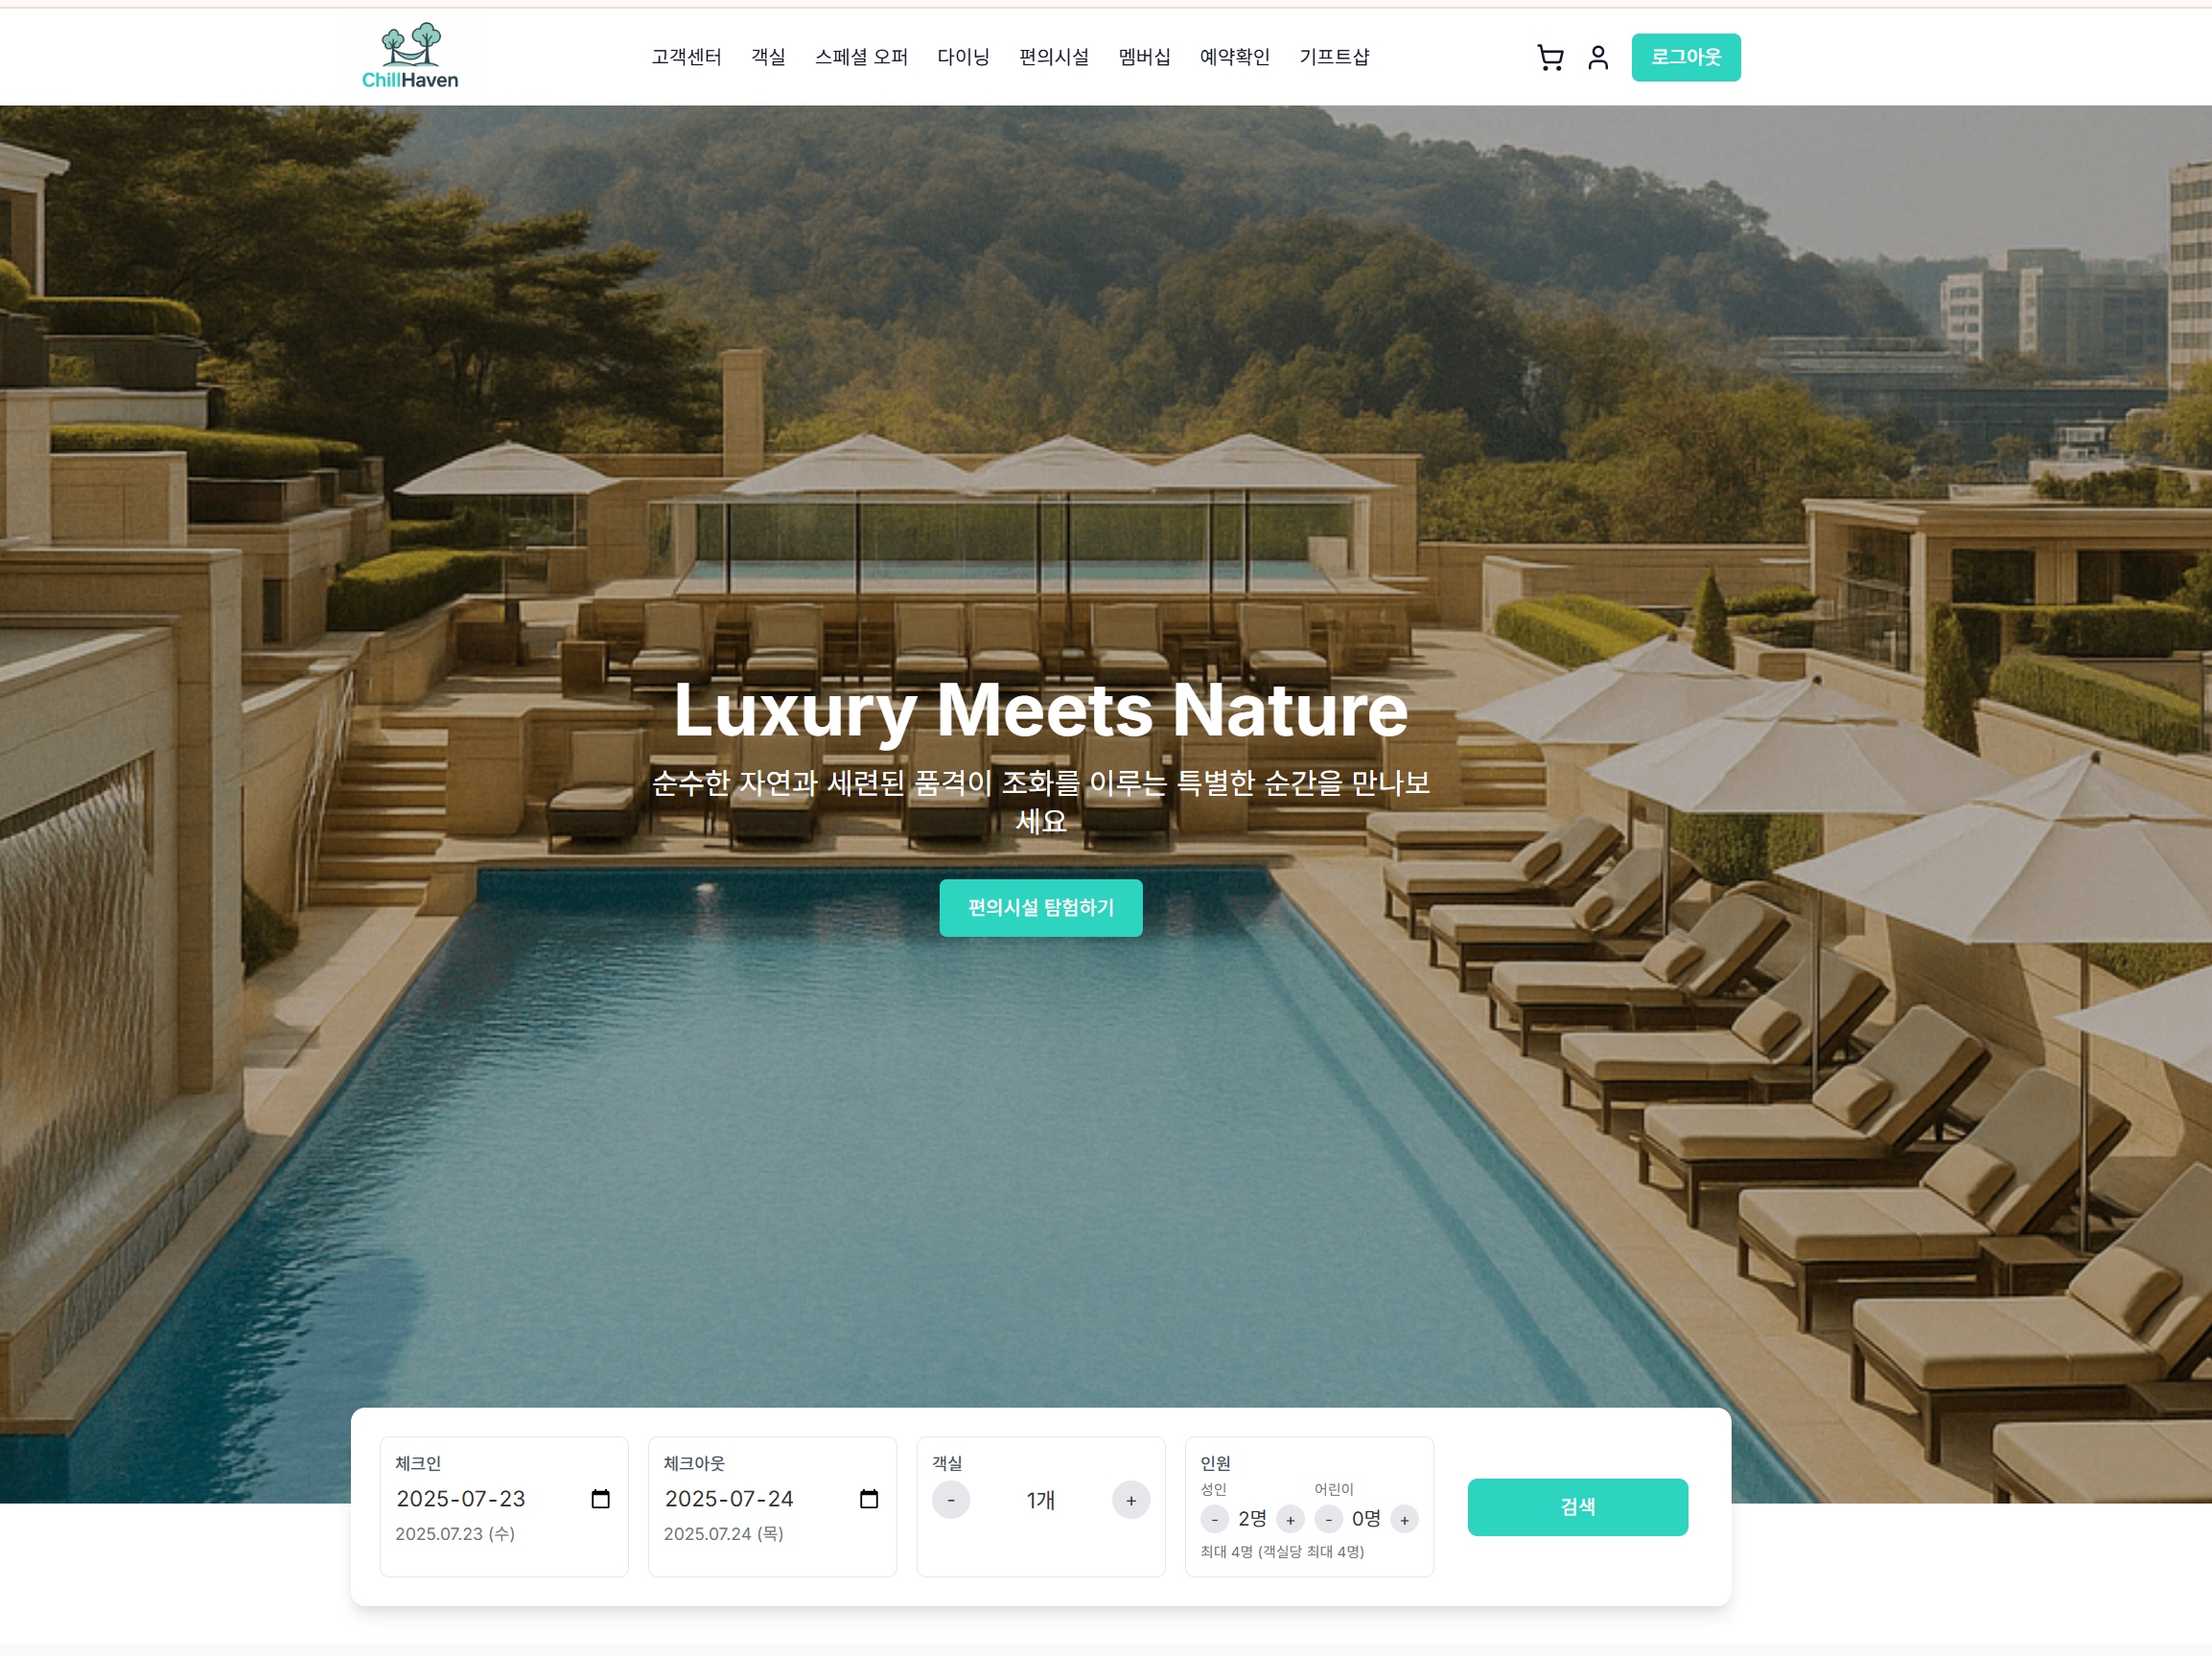 ChillHaven
고객센터 객실 스페셜 오퍼 다이닝 편의시설 멤버십 예약확인 기프트샵 로그아웃
Luxury Meets Nature
순수한 자연과 세련된 품격이 조화를 이루는 특별한 순간을 만나보
세요
편의시설 탐험하기
체크인
2025-07-23
2025.07.23 (수)
체크아웃
2025-07-24
2025.07.24 (목)
객실
- 1개 +
인원
성인 어린이
- 2명 + - 0명 +
최대 4명 (객실당 최대 4명)
검색